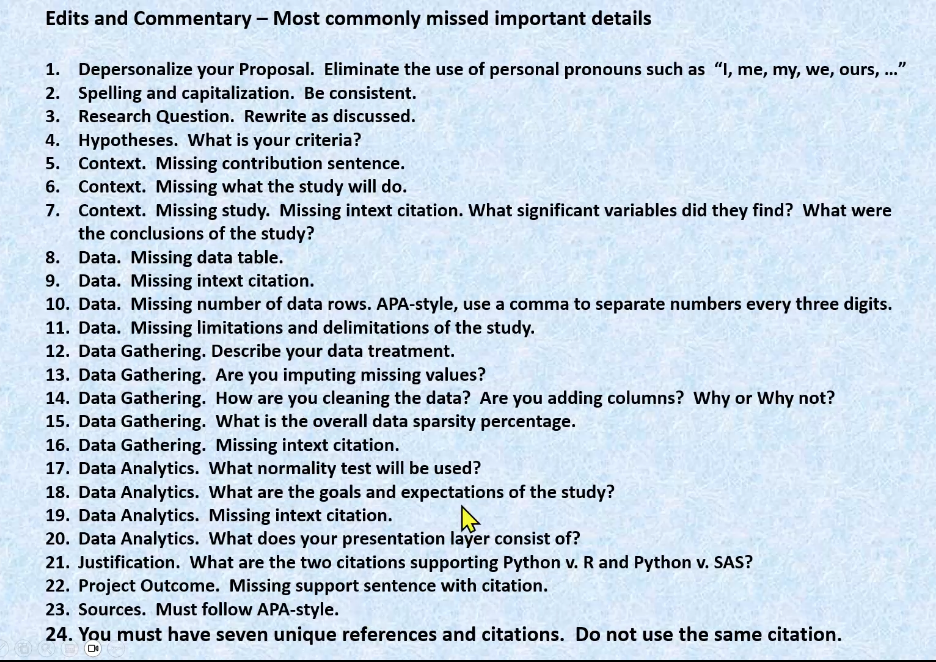 Edits and Commentary – Most commonly missed important details
1. Depersonalize your Proposal. Eliminate the use of personal pronouns such as “I, me, my, we, ours, …”
2. Spelling and capitalization. Be consistent.
3. Research Question. Rewrite as discussed.
4. Hypotheses. What is your criteria?
5. Context. Missing contribution sentence.
6. Context. Missing what the study will do.
7. Context. Missing study. Missing intext citation. What significant variables did they find? What were
the conclusions of the study?
8. Data. Missing data table.
9. Data. Missing intext citation.
10. Data. Missing number of data rows. APA-style, use a comma to separate numbers every three digits.
11. Data. Missing limitations and delimitations of the study.
12. Data Gathering. Describe your data treatment.
13. Data Gathering. Are you imputing missing values?
14. Data Gathering. How are you cleaning the data? Are you adding columns? Why or Why not?
15. Data Gathering. What is the overall data sparsity percentage.
16. Data Gathering. Missing intext citation.
17. Data Analytics. What normality test will be used?
18. Data Analytics. What are the goals and expectations of the study?
19. Data Analytics. Missing intext citation.
20. Data Analytics. What does your presentation layer consist of?
21. Justification. What are the two citations supporting Python v. R and Python v. SAS?
22. Project Outcome. Missing support sentence with citation.
23. Sources. Must follow APA-style.
24. You must have seven unique references and citations. Do not use the same citation.